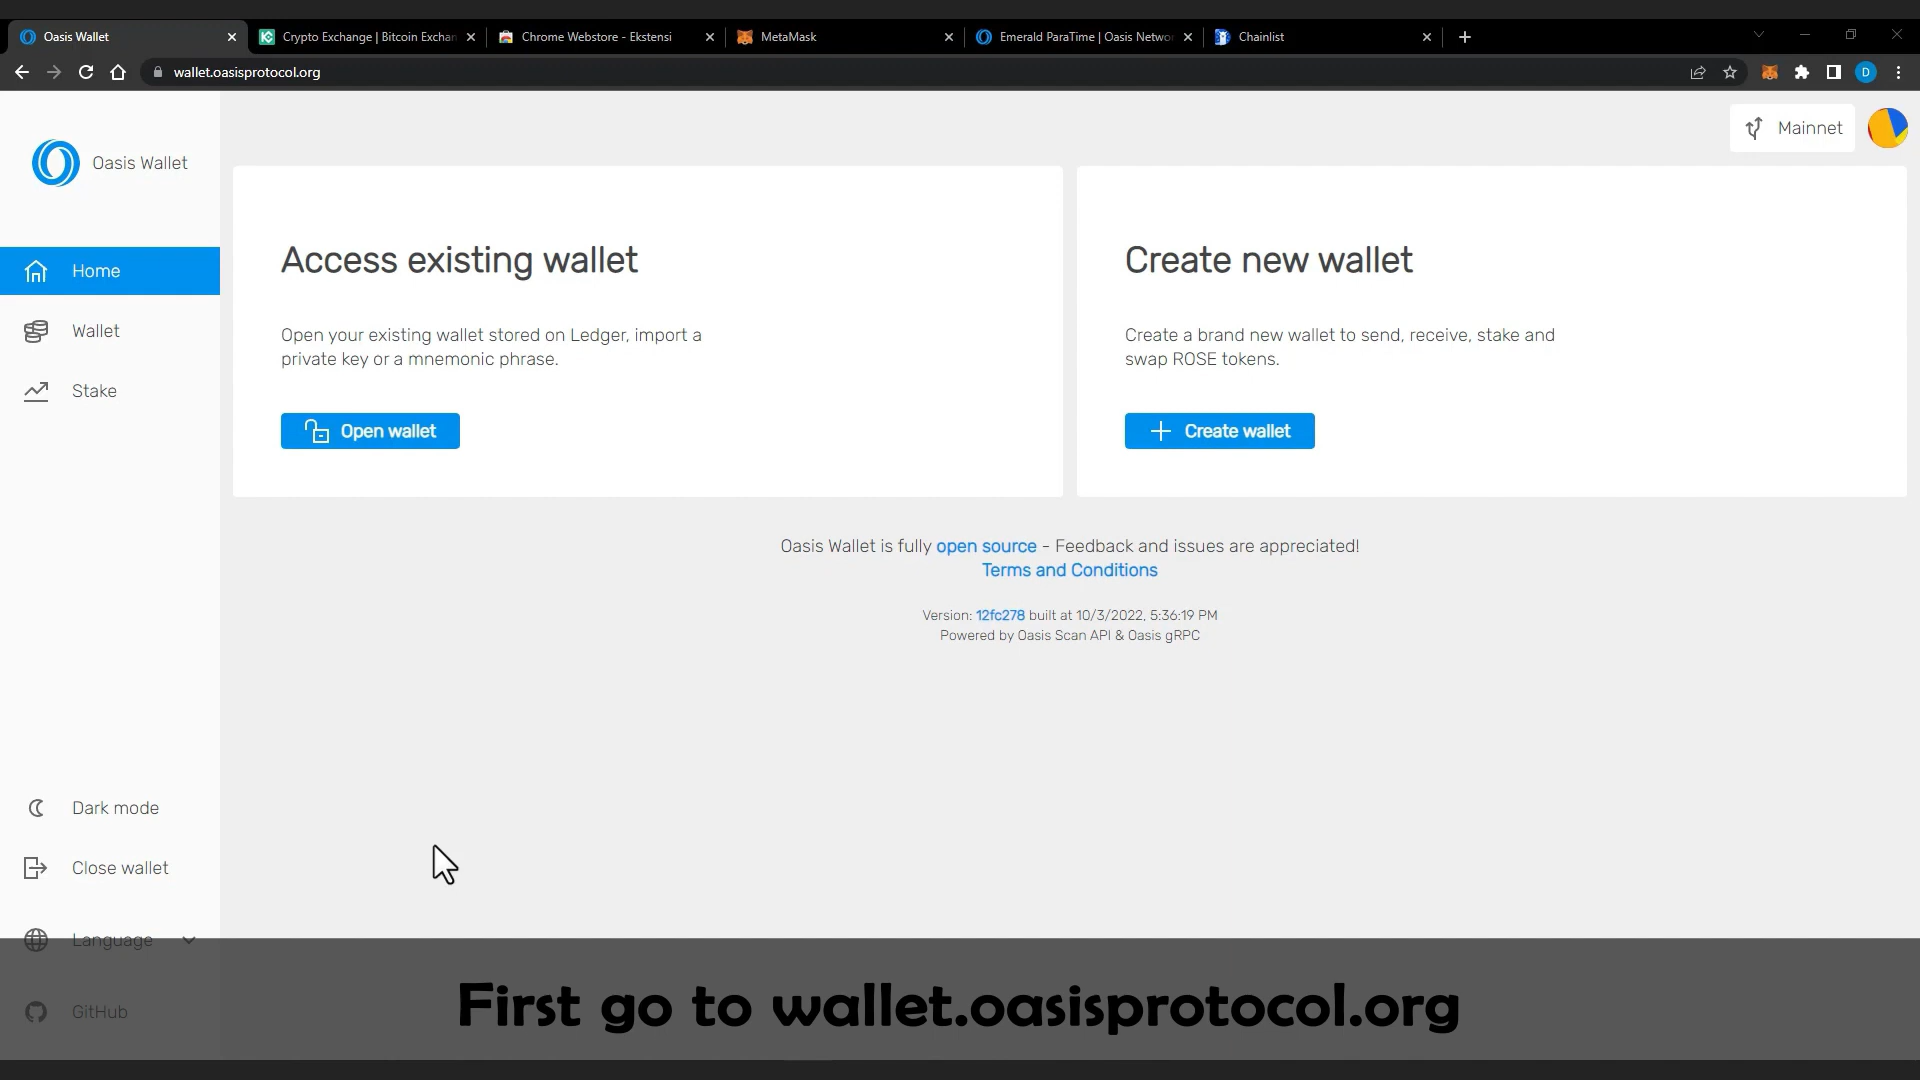 Oasis Wallet
Crypto Exchange | Bitcoin Exchan
Chrome Webstore - Ekstensi
MetaMask
Emerald ParaTime | Oasis Networ
Chainlist
wallet.oasisprotocol.org
D
Mainnet
Oasis Wallet
Home
Wallet
Stake
Access existing wallet
Open your existing wallet stored on Ledger, import a
private key or a mnemonic phrase.
Open wallet
Create new wallet
Create a brand new wallet to send, receive, stake and
swap ROSE tokens.
Create wallet
Oasis Wallet is fully open source - Feedback and issues are appreciated!
Terms and Conditions
Version: 12fc278 built at 10/3/2022, 5:36:19 PM
Powered by Oasis Scan API & Oasis gRPC
Dark mode
Close wallet
Language
GitHub
First go to wallet.oasisprotocol.org